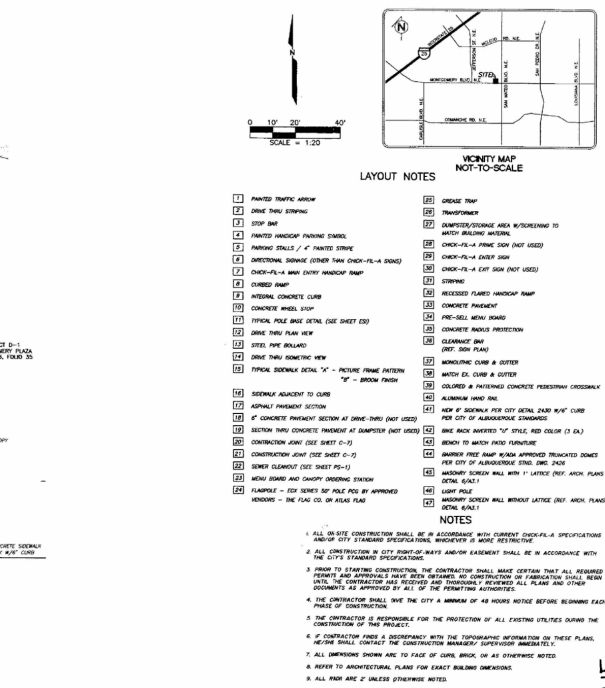 N
N
INTERSTATE 25
25
JEFFERSON ST. N.E.
McLEOD RD. N.E.
SAN PEDRO DR. N.E.
MONTGOMERY BLVD. N.E.
SITE
SAN MATEO BLVD. N.E.
LOUISIANA BLVD. N.E.
CARLISLE BLVD. N.E.
COMANCHE RD. N.E.
0 10' 20' 40'
SCALE = 1:20
VICINITY MAP
NOT-TO-SCALE
LAYOUT NOTES
1 PAINTED TRAFFIC ARROW
2 DRIVE THRU STRIPING
3 STOP BAR
4 PAINTED HANDICAP PARKING SYMBOL
5 PARKING STALLS / 4" PAINTED STRIPE
6 DIRECTIONAL SIGNAGE (OTHER THAN CHICK-FIL-A SIGNS)
7 CHICK-FIL-A MAIN ENTRY HANDICAP RAMP
8 CURBED RAMP
9 INTEGRAL CONCRETE CURB
10 CONCRETE WHEEL STOP
11 TYPICAL POLE BASE DETAIL (SEE SHEET ES1)
12 DRIVE THRU PLAN VIEW
13 STEEL PIPE BOLLARD
14 DRIVE THRU ISOMETRIC VIEW
15 TYPICAL SIDEWALK DETAIL "A" - PICTURE FRAME PATTERN
"B" - BROOM FINISH
16 SIDEWALK ADJACENT TO CURB
17 ASPHALT PAVEMENT SECTION
18 6" CONCRETE PAVEMENT SECTION AT DRIVE-THRU (NOT USED)
19 SECTION THRU CONCRETE PAVEMENT AT DUMPSTER (NOT USED)
20 CONTRACTION JOINT (SEE SHEET C-7)
21 CONSTRUCTION JOINT (SEE SHEET C-7)
22 SEWER CLEANOUT (SEE SHEET PS-1)
23 MENU BOARD AND CANOPY ORDERING STATION
24 FLAGPOLE - ECX SERIES 50' POLE PCG BY APPROVED
VENDORS - THE FLAG CO. OR ATLAS FLAG
25 GREASE TRAP
26 TRANSFORMER
27 DUMPSTER/STORAGE AREA W/SCREENING TO
MATCH BUILDING MATERIAL
28 CHICK-FIL-A PRIME SIGN (NOT USED)
29 CHICK-FIL-A ENTER SIGN
30 CHICK-FIL-A EXIT SIGN (NOT USED)
31 STRIPING
32 RECESSED FLARED HANDICAP RAMP
33 CONCRETE PAVEMENT
34 PRE-SELL MENU BOARD
35 CONCRETE RADIUS PROTECTION
36 CLEARANCE BAR
(REF. SIGN PLAN)
37 MONOLITHIC CURB & GUTTER
38 MATCH EX. CURB & GUTTER
39 COLORED & PATTERNED CONCRETE PEDESTRIAN CROSSWALK
40 ALUMINUM HAND RAIL
41 NEW 6' SIDEWALK PER CITY DETAIL 2430 W/6" CURB
PER CITY OF ALBUQUERQUE STANDARDS
42 BIKE RACK INVERTED "U" STYLE, RED COLOR (3 EA.)
43 BENCH TO MATCH PATIO FURNITURE
44 BARRIER FREE RAMP W/ADA APPROVED TRUNCATED DOMES
PER CITY OF ALBUQUERQUE STND. DWG. 2426
45 MASONRY SCREEN WALL WITH 1' LATTICE (REF. ARCH. PLANS
DETAIL 6/A3.1
46 LIGHT POLE
47 MASONRY SCREEN WALL WITHOUT LATTICE (REF. ARCH. PLANS
DETAIL 6/A3.1
CT D-1
MERY PLAZA
, FOLIO 35
OPY
CRETE SIDEWALK
W/6" CURB
NOTES
1. ALL ON-SITE CONSTRUCTION SHALL BE IN ACCORDANCE WITH CURRENT CHICK-FIL-A SPECIFICATIONS
AND/OR CITY STANDARD SPECIFICATIONS, WHICHEVER IS MORE RESTRICTIVE.
2. ALL CONSTRUCTION IN CITY RIGHT-OF-WAYS AND/OR EASEMENT SHALL BE IN ACCORDANCE WITH
THE CITY'S STANDARD SPECIFICATIONS.
3. PRIOR TO STARTING CONSTRUCTION, THE CONTRACTOR SHALL MAKE CERTAIN THAT ALL REQUIRED
PERMITS AND APPROVALS HAVE BEEN OBTAINED. NO CONSTRUCTION OR FABRICATION SHALL BEGIN
UNTIL THE CONTRACTOR HAS RECEIVED AND THOROUGHLY REVIEWED ALL PLANS AND OTHER
DOCUMENTS AS APPROVED BY ALL OF THE PERMITTING AUTHORITIES.
4. THE CONTRACTOR SHALL GIVE THE CITY A MINIMUM OF 48 HOURS NOTICE BEFORE BEGINNING EACH
PHASE OF CONSTRUCTION.
5. THE CONTRACTOR IS RESPONSIBLE FOR THE PROTECTION OF ALL EXISTING UTILITIES DURING THE
CONSTRUCTION OF THIS PROJECT.
6. IF CONTRACTOR FINDS A DISCREPANCY WITH THE TOPOGRAPHIC INFORMATION ON THESE PLANS,
HE/SHE SHALL CONTACT THE CONSTRUCTION MANAGER/ SUPERVISOR IMMEDIATELY.
7. ALL DIMENSIONS SHOWN ARE TO FACE OF CURB, BRICK, OR AS OTHERWISE NOTED.
8. REFER TO ARCHITECTURAL PLANS FOR EXACT BUILDING DIMENSIONS.
9. ALL RADII ARE 2' UNLESS OTHERWISE NOTED.